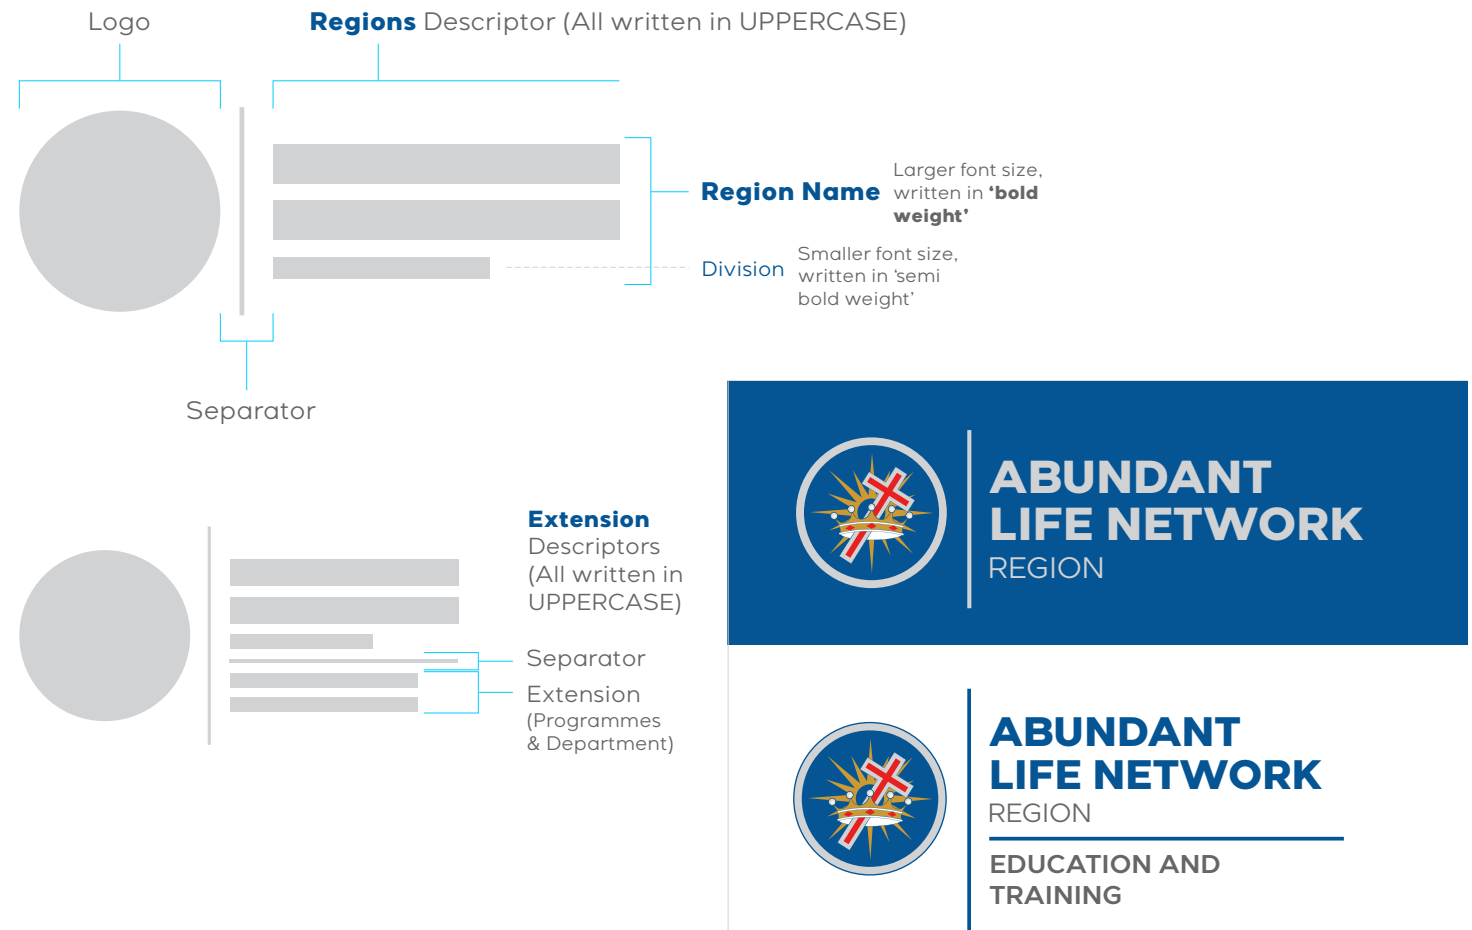 Logo
Regions Descriptor (All written in UPPERCASE)
Region Name
Larger font size,
written in ‘bold
weight’
Division
Smaller font size,
written in ‘semi
bold weight’
Separator
Extension
Descriptors
(All written in
UPPERCASE)
Separator
Extension
(Programmes
& Department)
ABUNDANT
LIFE NETWORK
REGION
ABUNDANT
LIFE NETWORK
REGION
EDUCATION AND
TRAINING